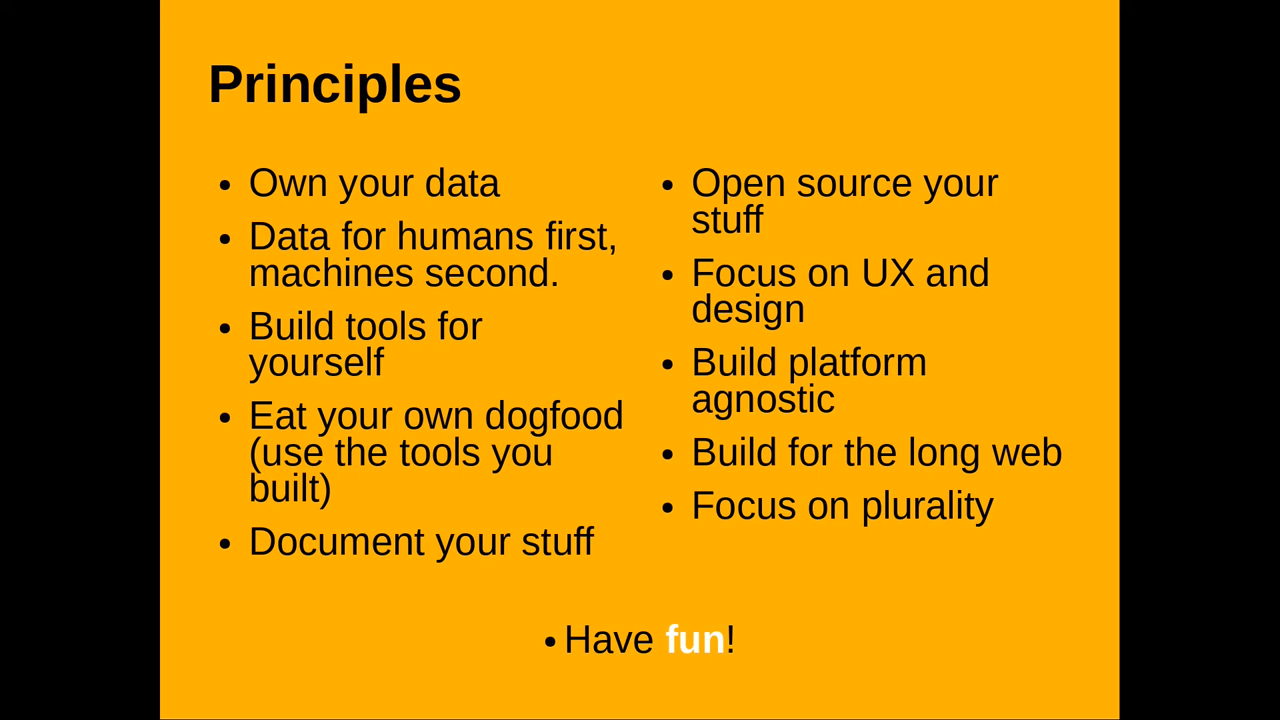 Principles
• Own your data
• Data for humans first,
machines second.
• Build tools for
yourself
• Eat your own dogfood
(use the tools you
built)
• Document your stuff
• Open source your
stuff
• Focus on UX and
design
• Build platform
agnostic
• Build for the long web
• Focus on plurality
• Have fun!